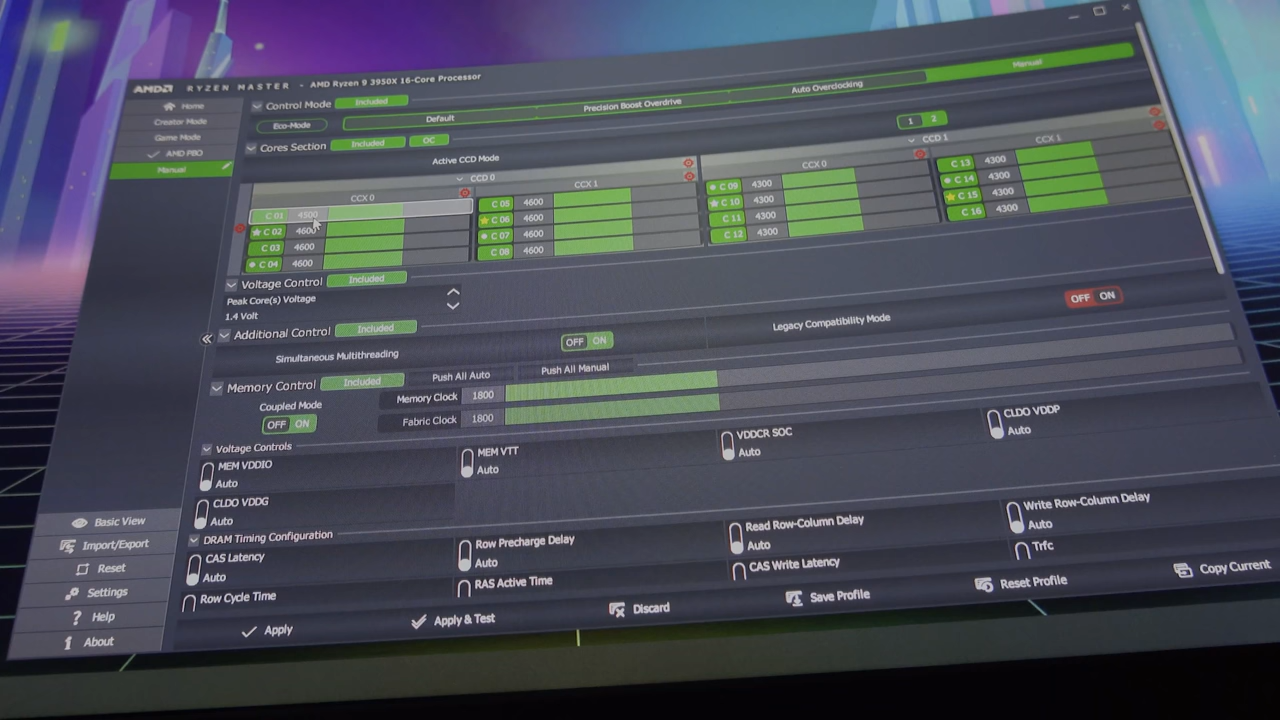 AMD RYZEN MASTER - AMD Ryzen 9 3950X 16-Core Processor
Home
Creator Mode
Game Mode
AMD PBO
Manual
Control Mode Included
Eco-Mode Default Precision Boost Overdrive Auto Overclocking Manual
Cores Section Included OC
Active CCD Mode 1 2
CCD 0
CCX 0
C 01 4500
C 02 4600
C 03 4600
C 04 4600
CCX 1
C 05 4600
C 06 4600
C 07 4600
C 08 4600
CCD 1
CCX 0
C 09 4300
C 10 4300
C 11 4300
C 12 4300
CCX 1
C 13 4300
C 14 4300
C 15 4300
C 16 4300
Voltage Control Included
Peak Core(s) Voltage
1.4 Volt
Additional Control Included
Simultaneous Multithreading OFF ON Legacy Compatibility Mode OFF ON
Memory Control Included Push All Auto Push All Manual
Coupled Mode
OFF ON
Memory Clock 1800
Fabric Clock 1800
Voltage Controls
MEM VDDIO
Auto
MEM VTT
Auto
VDDCR SOC
Auto
CLDO VDDP
Auto
CLDO VDDG
Auto
DRAM Timing Configuration
CAS Latency
Auto
Row Precharge Delay
Auto
Read Row-Column Delay
Auto
Write Row-Column Delay
Auto
Row Cycle Time
RAS Active Time
CAS Write Latency
Trfc
Basic View
Import/Export
Reset
Settings
Help
About
Apply
Apply & Test
Discard
Save Profile
Reset Profile
Copy Current